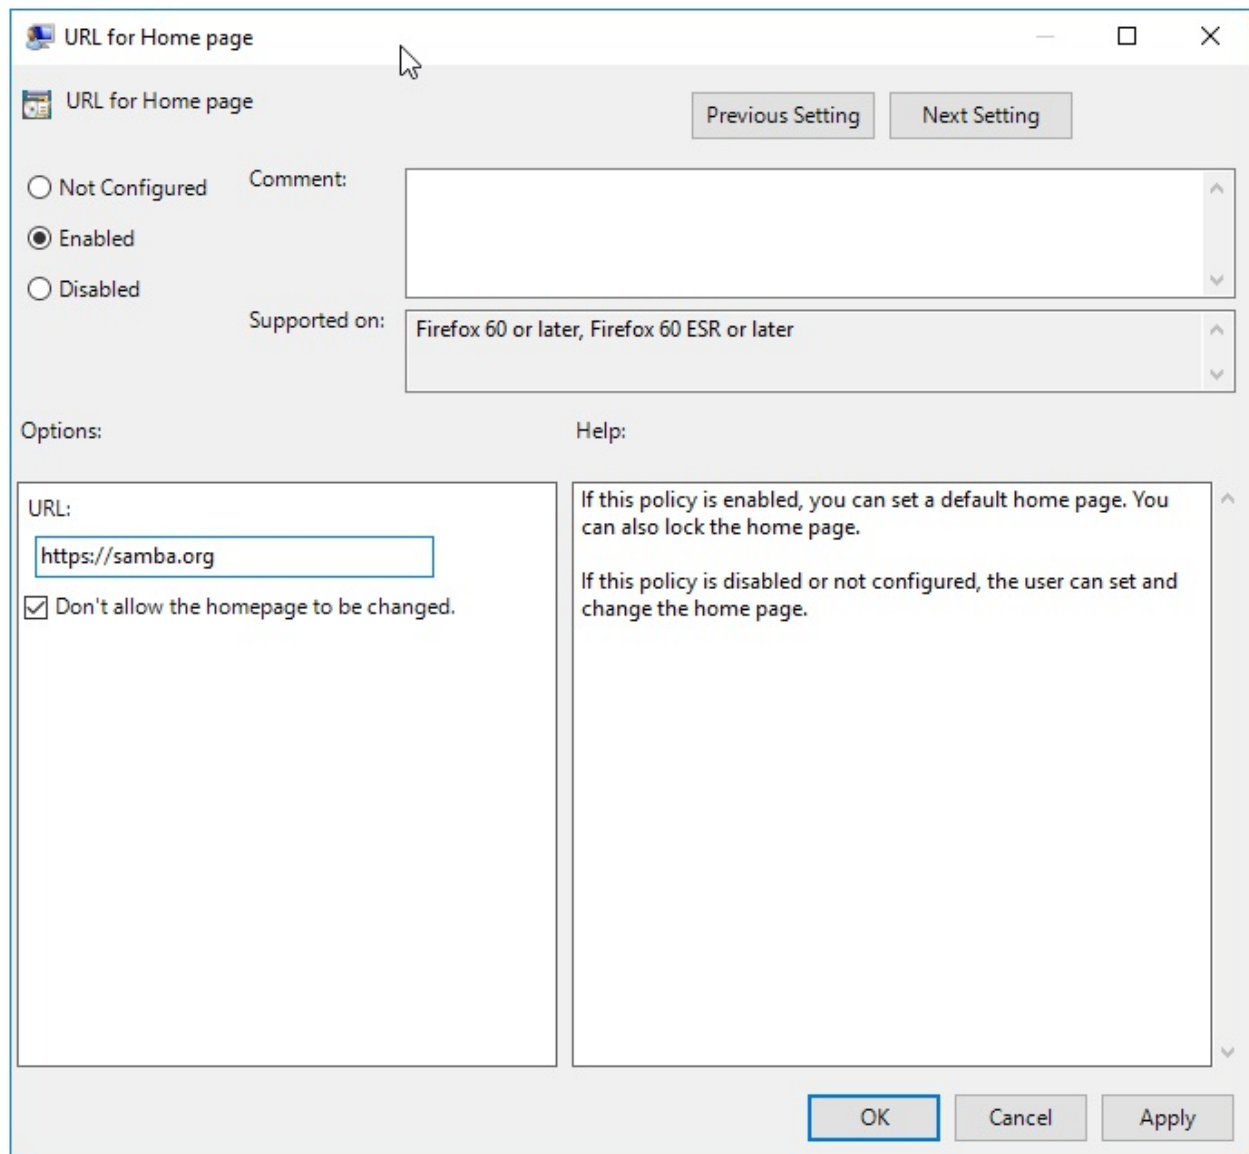 URL for Home page
URL for Home page
Previous Setting
Next Setting
Not Configured
Enabled
Disabled
Comment:
Supported on:
Firefox 60 or later, Firefox 60 ESR or later
Options:
Help:
URL:
https://samba.org
Don't allow the homepage to be changed.
If this policy is enabled, you can set a default home page. You
can also lock the home page.
If this policy is disabled or not configured, the user can set and
change the home page.
OK
Cancel
Apply